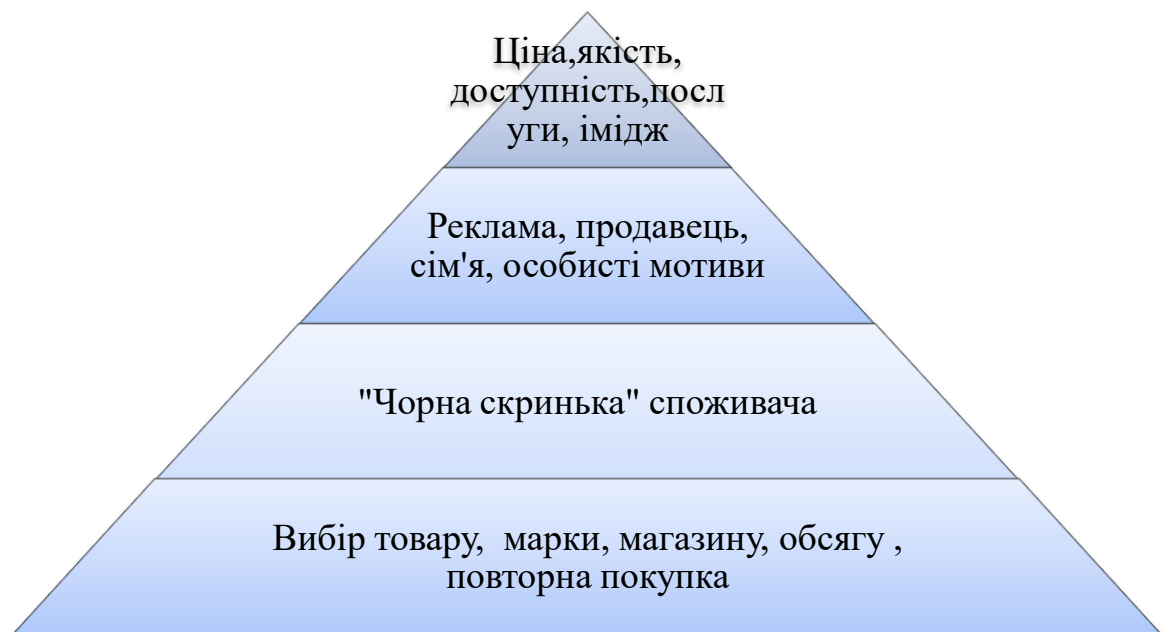 Ціна,якість,
доступність,посл
уги, імідж
Реклама, продавець,
сім'я, особисті мотиви
"Чорна скринька" споживача
Вибір товару,  марки, магазину, обсягу ,
повторна покупка